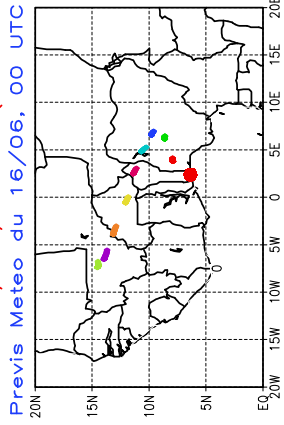 Previs Meteo du 16/06, 00 UTC
20E
15E
10E
5E
0
5W
10W
15W
20W
20N
15N
10N
5N
EQ
0